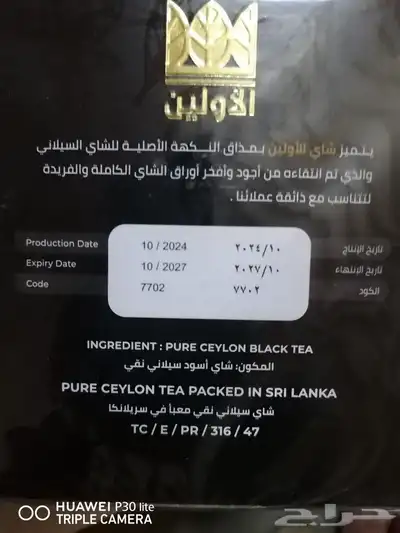 الأولين
يتميز شاي الأولين بمذاق النكهة الأصلية للشاي السيلاني
والذي تم انتقاءه من أجود وأفخر أوراق الشاي الكاملة والفريدة
لتتناسب مع ذائقة عملائنا .
Production Date 10 / 2024 ٢٠٢٤/١٠ تاريخ الإنتاج
Expiry Date 10 / 2027 ٢٠٢٧/١٠ تاريخ الإنتهاء
Code 7702 ٧٧٠٢ الكود
INGREDIENT : PURE CEYLON BLACK TEA
المكون: شاي أسود سيلاني نقي
PURE CEYLON TEA PACKED IN SRI LANKA
شاي سيلاني نقي معبأ في سريلانكا
TC / E / PR / 316 / 47
HUAWEI P30 lite
TRIPLE CAMERA
حراج